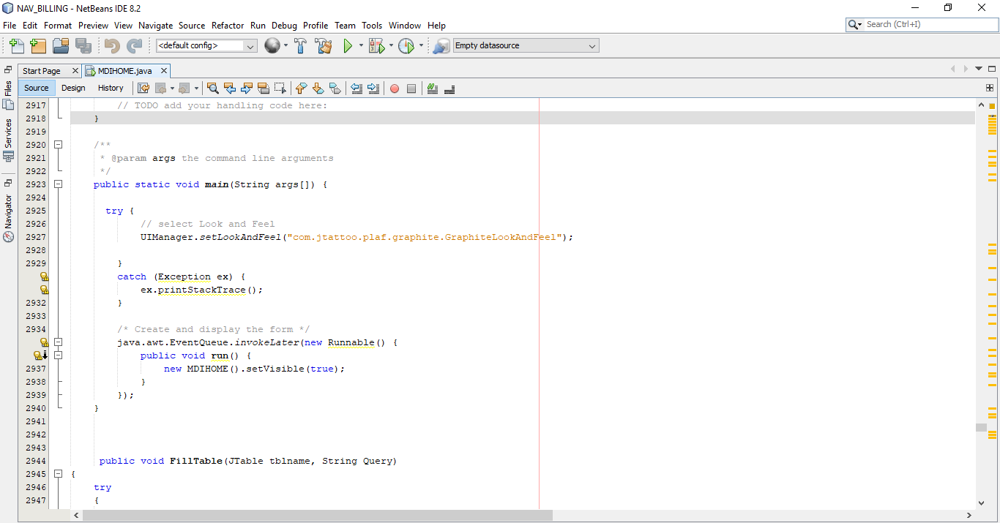 NAV_BILLING - NetBeans IDE 8.2
File Edit Format Preview View Navigate Source Refactor Run Debug Profile Team Tools Window Help
Search (Ctrl+I)
<default config>
Empty datasource
Start Page
MDIHOME.java
Source Design History
Files
Services
Navigator
2917 // TODO add your handling code here:
2918 }
2919
2920 /**
2921 * @param args the command line arguments
2922 */
2923 public static void main(String args[]) {
2924
2925 try {
2926 // select Look and Feel
2927 UIManager.setLookAndFeel("com.jtattoo.plaf.graphite.GraphiteLookAndFeel");
2928
2929 }
catch (Exception ex) {
ex.printStackTrace();
2932 }
2933
2934 /* Create and display the form */
java.awt.EventQueue.invokeLater(new Runnable() {
public void run() {
2937 new MDIHOME().setVisible(true);
2938 }
2939 });
2940 }
2941
2942
2943
2944 public void FillTable(JTable tblname, String Query)
2945 {
2946 try
2947 {